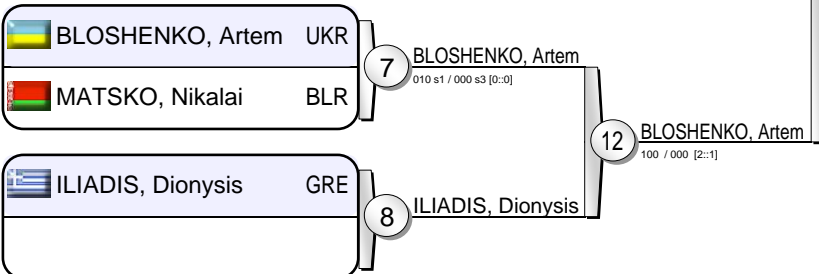 BLOSHENKO, Artem UKR
MATSKO, Nikalai BLR
7
BLOSHENKO, Artem
010 s1 / 000 s3 [0::0]
ILIADIS, Dionysis GRE
8
ILIADIS, Dionysis
12
BLOSHENKO, Artem
100 / 000 [2::1]